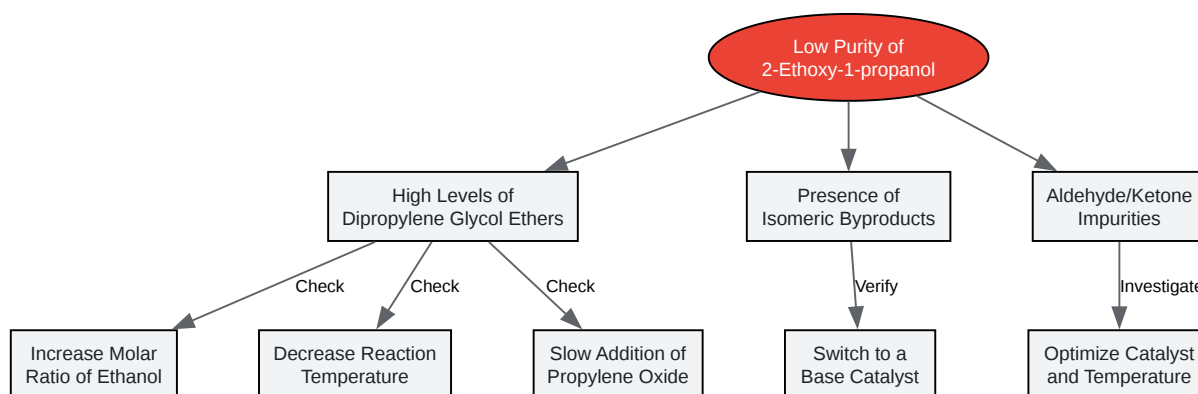 Low Purity of
2-Ethoxy-1-propanol
High Levels of
Dipropylene Glycol Ethers
Presence of
Isomeric Byproducts
Aldehyde/Ketone
Impurities
Check
Check
Check
Verify
Investigate
Increase Molar
Ratio of Ethanol
Decrease Reaction
Temperature
Slow Addition of
Propylene Oxide
Switch to a
Base Catalyst
Optimize Catalyst
and Temperature